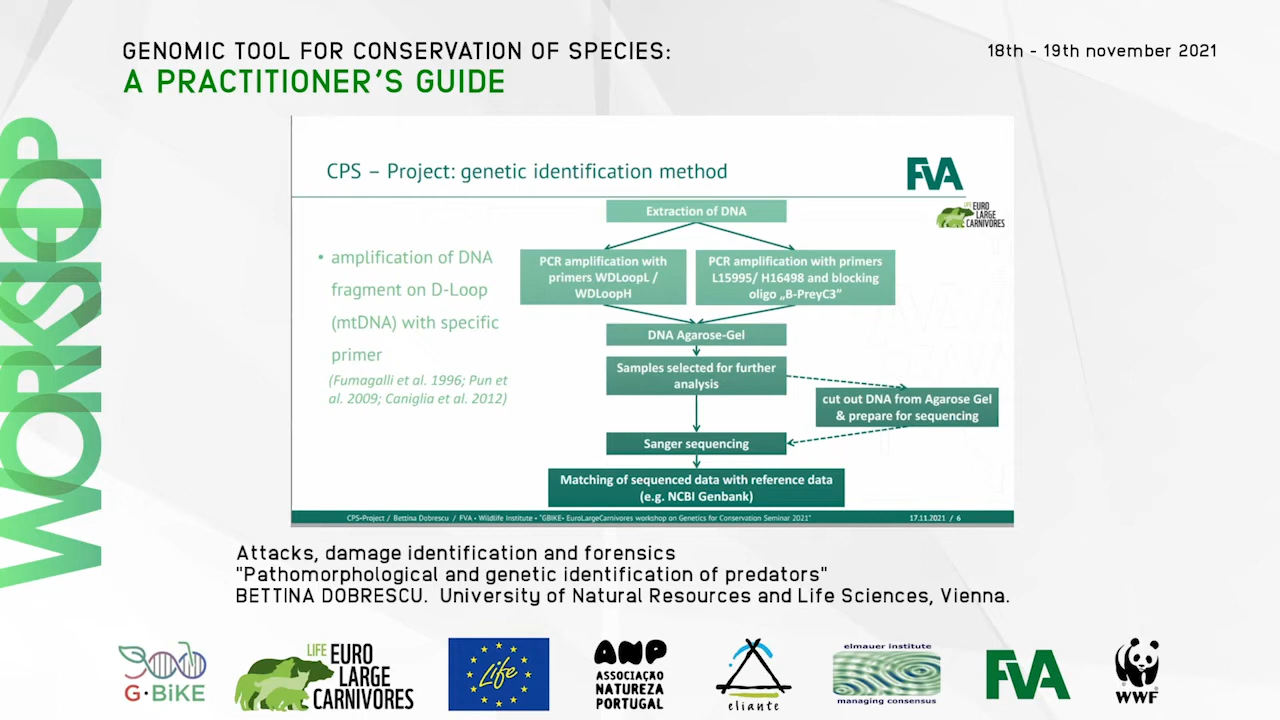 GENOMIC TOOL FOR CONSERVATION OF SPECIES:
A PRACTITIONER'S GUIDE
18th - 19th november 2021
WORKSHOP
CPS – Project: genetic identification method
FVA
LIFE EURO
LARGE
CARNIVORES
• amplification of DNA
fragment on D-Loop
(mtDNA) with specific
primer
(Fumagalli et al. 1996; Pun et
al. 2009; Caniglia et al. 2012)
Extraction of DNA
PCR amplification with
primers WDLoopL /
WDLoopH
PCR amplification with primers
L15995/ H16498 and blocking
oligo „B-PreyC3"
DNA Agarose-Gel
Samples selected for further
analysis
cut out DNA from Agarose Gel
& prepare for sequencing
Sanger sequencing
Matching of sequenced data with reference data
(e.g. NCBI Genbank)
CPS-Project / Bettina Dobrescu / FVA - Wildlife Institute - "GBIKE- EuroLargeCarnivores workshop on Genetics for Conservation Seminar 2021"
17.11.2021 / 6
Attacks, damage identification and forensics
"Pathomorphological and genetic identification of predators"
BETTINA DOBRESCU. University of Natural Resources and Life Sciences, Vienna.
G·BiKE
LIFE EURO
LARGE
CARNIVORES
Life
ANP
ASSOCIAÇÃO
NATUREZA
PORTUGAL
eliante
elmauer institute
managing consensus
FVA
WWF